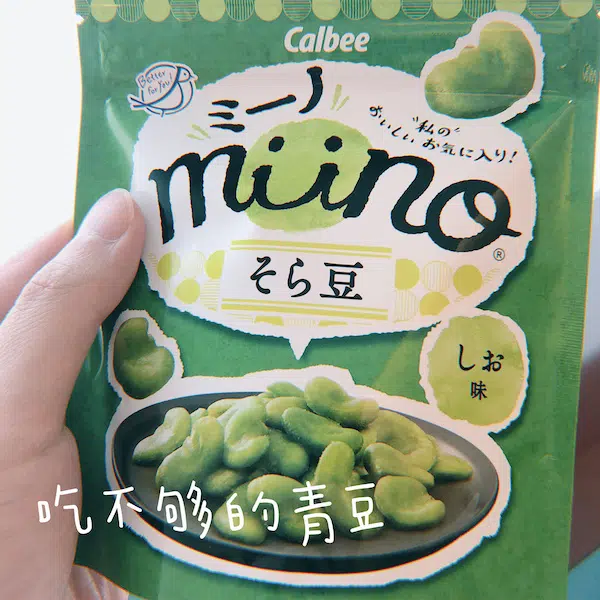 Calbee
Better
for You!
ミーノ
"私の"
おいしいお気に入り!
miino
®
そら豆
しお
味
吃不够的青豆